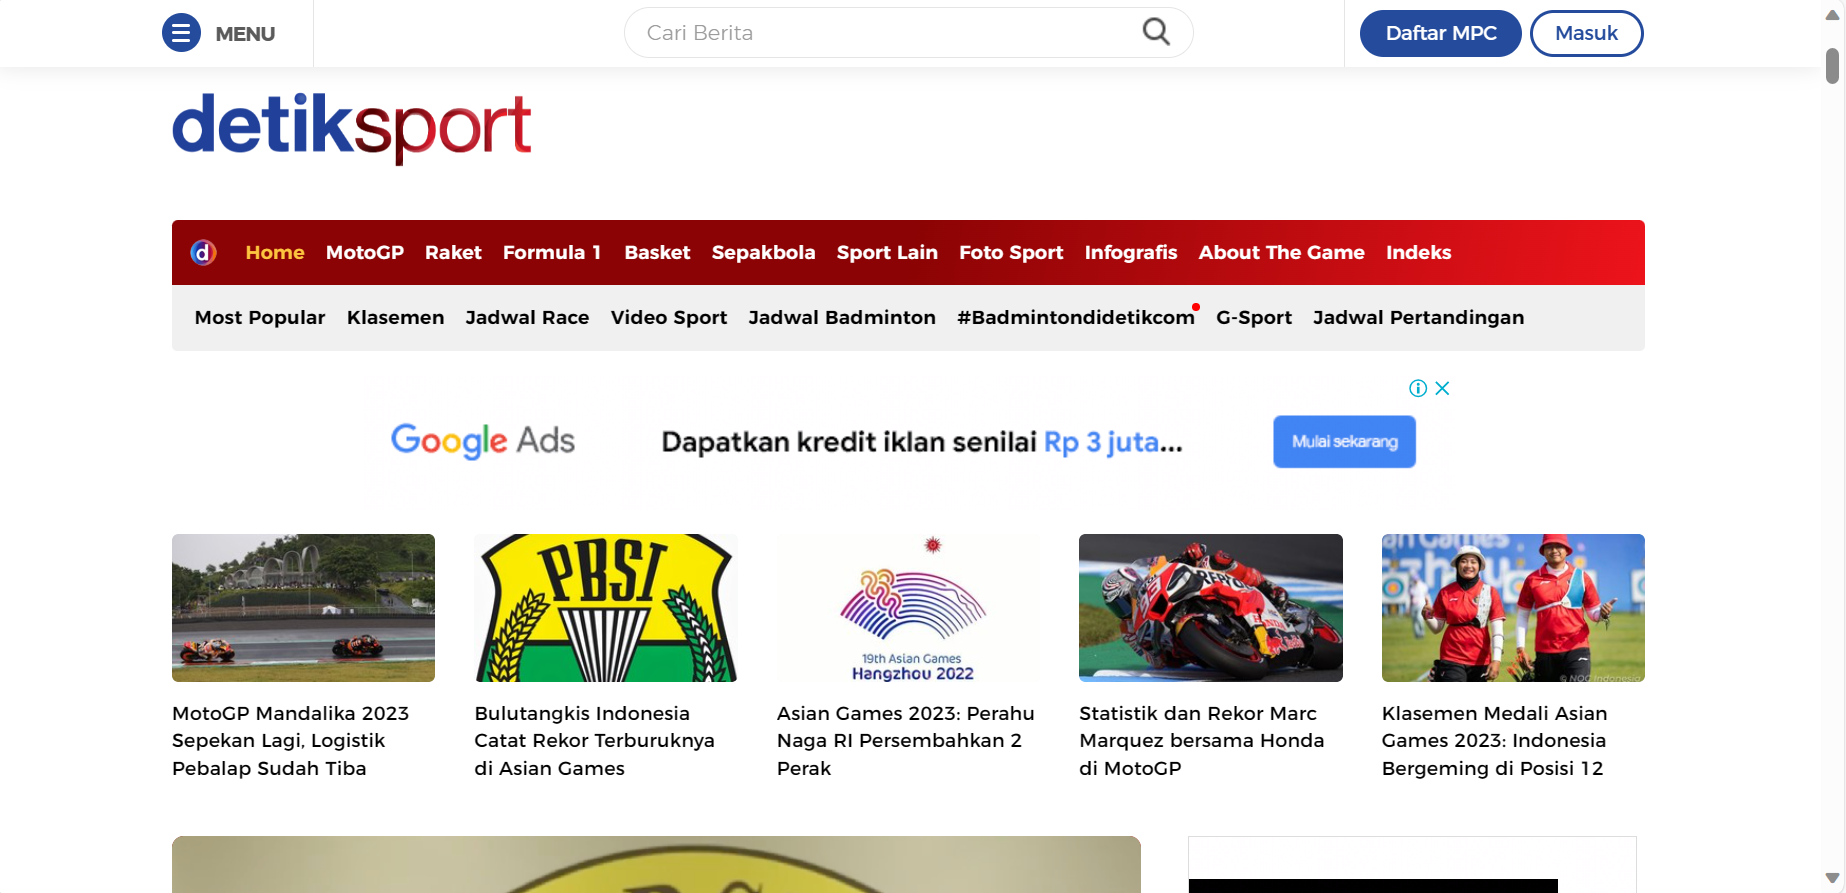 MENU
Cari Berita
Daftar MPC
Masuk
detiksport
d Home MotoGP Raket Formula 1 Basket Sepakbola Sport Lain Foto Sport Infografis About The Game Indeks
Most Popular Klasemen Jadwal Race Video Sport Jadwal Badminton #Badmintondidetikcom G-Sport Jadwal Pertandingan
Google Ads
Dapatkan kredit iklan senilai Rp 3 juta...
Mulai sekarang
PBSI
19th Asian Games
Hangzhou 2022
© NOC Indonesia
MotoGP Mandalika 2023
Sepekan Lagi, Logistik
Pebalap Sudah Tiba
Bulutangkis Indonesia
Catat Rekor Terburuknya
di Asian Games
Asian Games 2023: Perahu
Naga RI Persembahkan 2
Perak
Statistik dan Rekor Marc
Marquez bersama Honda
di MotoGP
Klasemen Medali Asian
Games 2023: Indonesia
Bergeming di Posisi 12